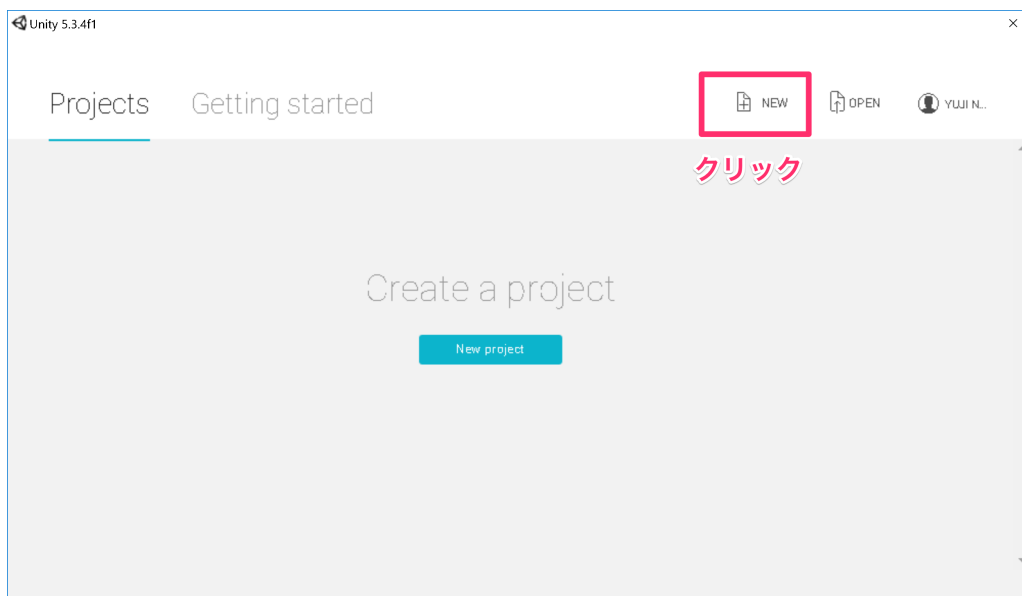 Unity 5.3.4f1
Projects Getting started NEW OPEN YUJI N...
クリック
Create a project
New project